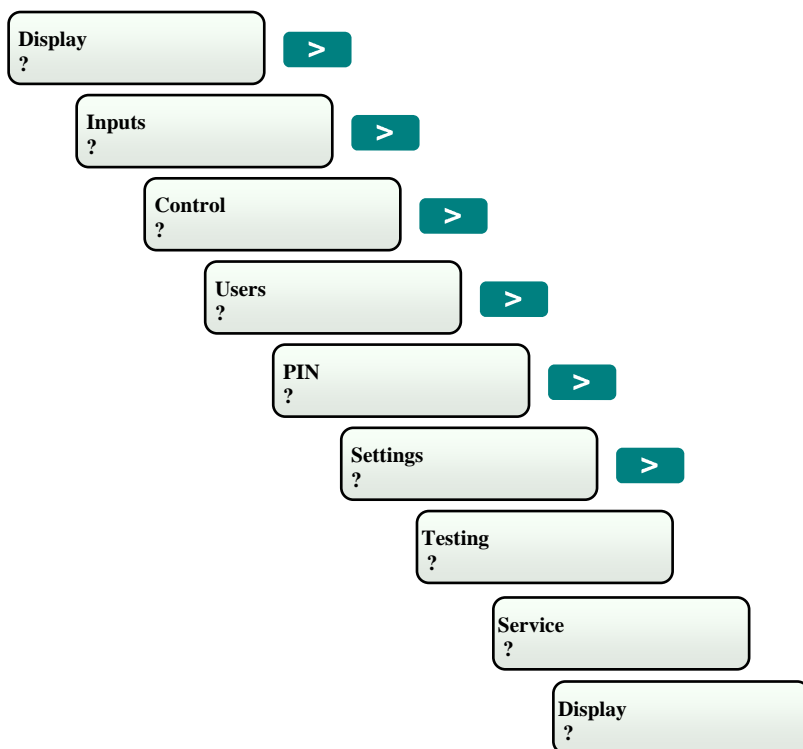 Display
?
>
Inputs
?
>
Control
?
>
Users
?
>
PIN
?
>
Settings
?
>
Testing
?
Service
?
Display
?